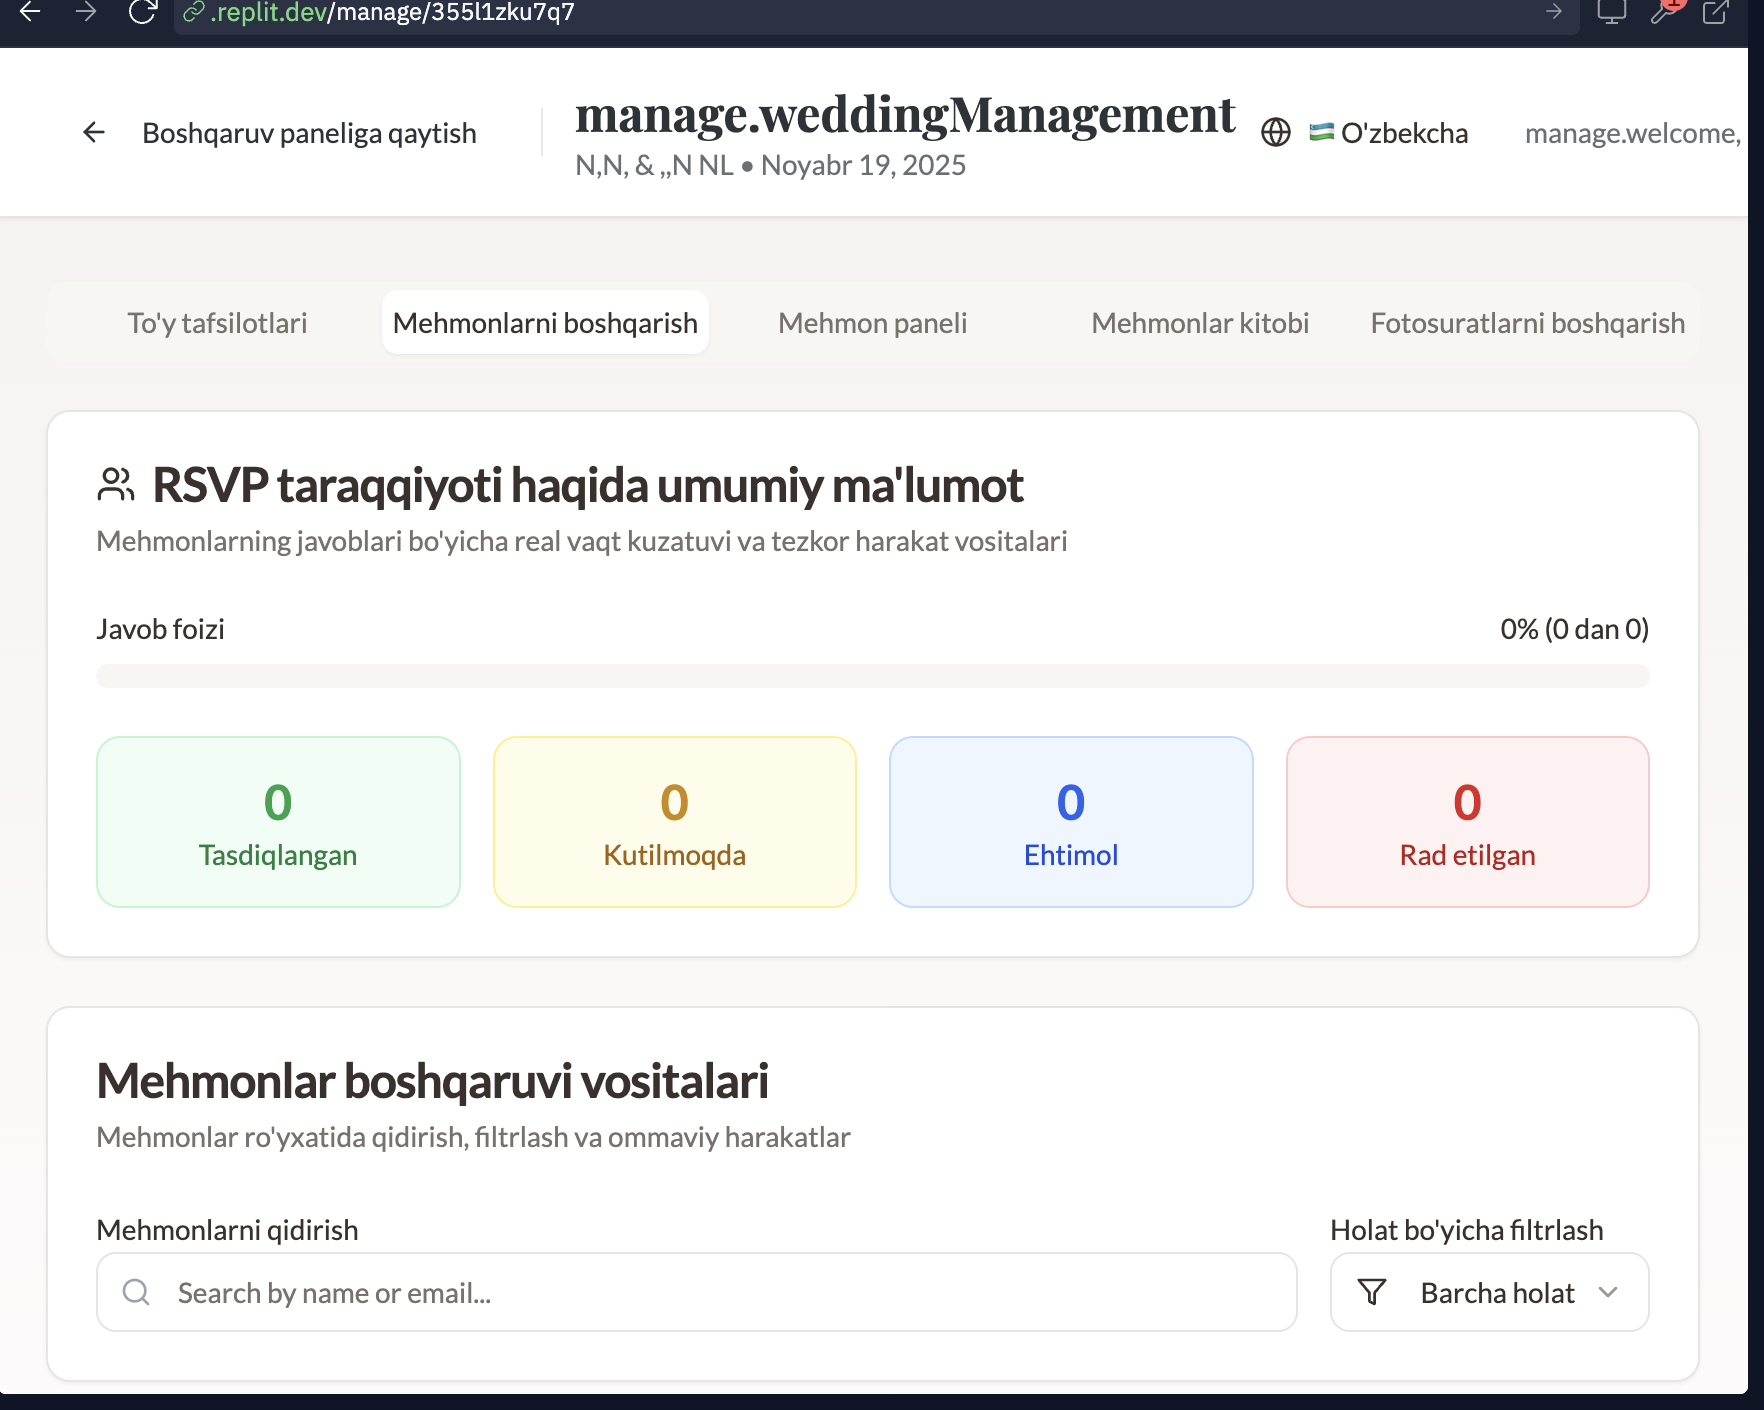 .replit.dev/manage/355l1zku7q7
1
Boshqaruv paneliga qaytish
manage.weddingManagement
N,N, & ,,N NL • Noyabr 19, 2025
O'zbekcha
manage.welcome,
To'y tafsilotlari
Mehmonlarni boshqarish
Mehmon paneli
Mehmonlar kitobi
Fotosuratlarni boshqarish
RSVP taraqqiyoti haqida umumiy ma'lumot
Mehmonlarning javoblari bo'yicha real vaqt kuzatuvi va tezkor harakat vositalari
Javob foizi
0% (0 dan 0)
0
Tasdiqlangan
0
Kutilmoqda
0
Ehtimol
0
Rad etilgan
Mehmonlar boshqaruvi vositalari
Mehmonlar ro'yxatida qidirish, filtrlash va ommaviy harakatlar
Mehmonlarni qidirish
Search by name or email...
Holat bo'yicha filtrlash
Barcha holat